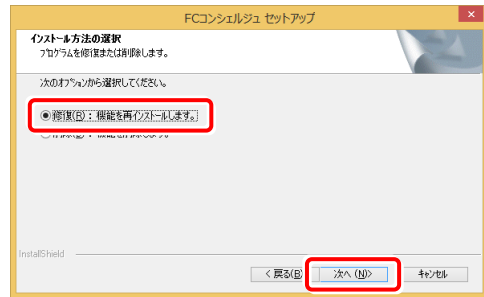 FCコンシェルジュ セットアップ
インストール方法の選択
プログラムを修復または削除します。
次のオプションから選択してください。
修復(R)： 機能を再インストールします。
InstallShield
< 戻る(B)
次へ (N)>
キャンセル